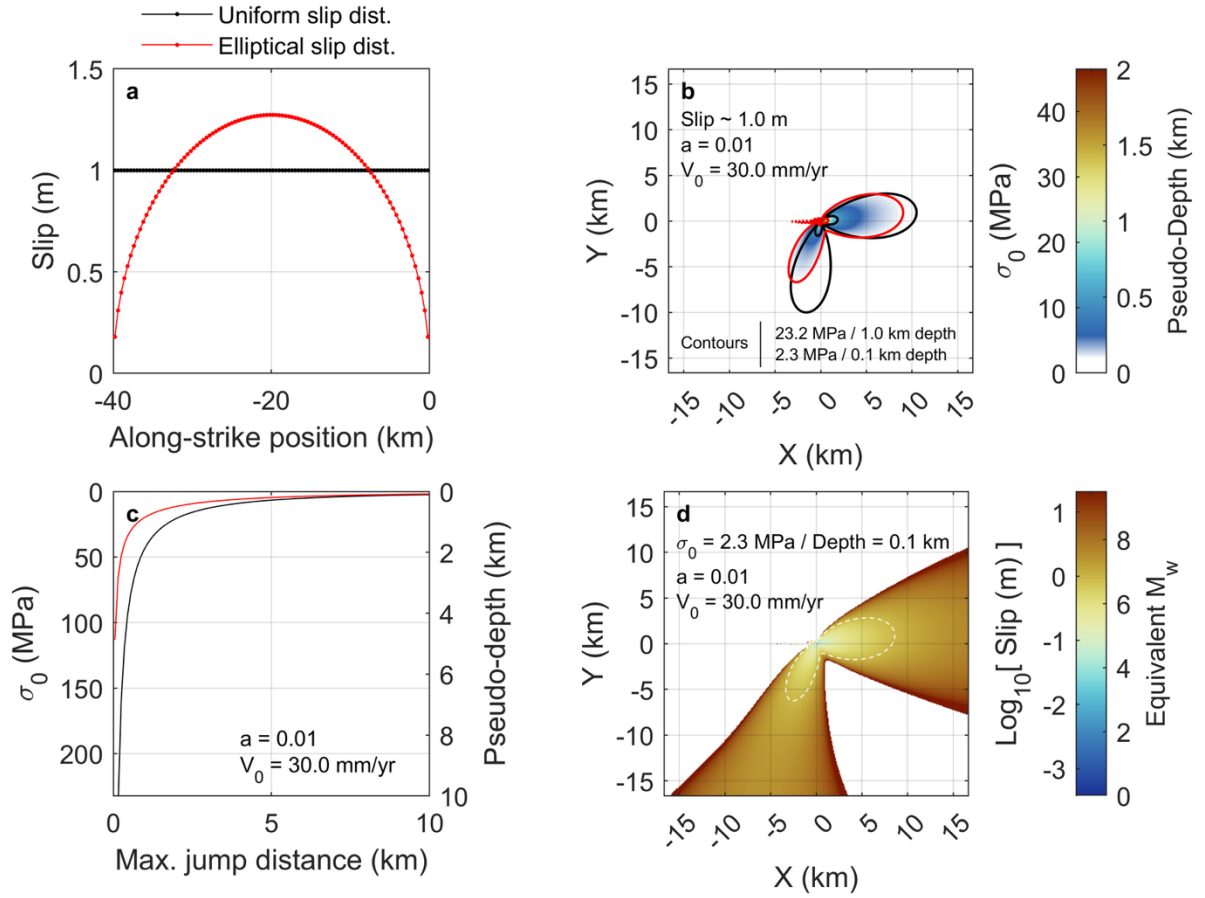 Uniform slip dist.
Elliptical slip dist.
a
1.5
1
0.5
0
Slip (m)
-40
-20
0
Along-strike position (km)
b
Slip ~ 1.0 m
a = 0.01
V₀ = 30.0 mm/yr
15
10
5
0
-5
-10
-15
Y (km)
Contours
23.2 MPa / 1.0 km depth
2.3 MPa / 0.1 km depth
-15
-10
-5
0
5
10
15
X (km)
σ₀ (MPa)
40
30
20
10
0
2
1.5
1
0.5
0
Pseudo-Depth (km)
c
0
50
100
150
200
σ₀ (MPa)
0
2
4
6
8
10
Pseudo-depth (km)
a = 0.01
V₀ = 30.0 mm/yr
0
5
10
Max. jump distance (km)
d
σ₀ = 2.3 MPa / Depth = 0.1 km
a = 0.01
V₀ = 30.0 mm/yr
15
10
5
0
-5
-10
-15
Y (km)
-15
-10
-5
0
5
10
15
X (km)
Log₁₀[ Slip (m) ]
1
0
-1
-2
-3
8
6
4
2
0
Equivalent M_w